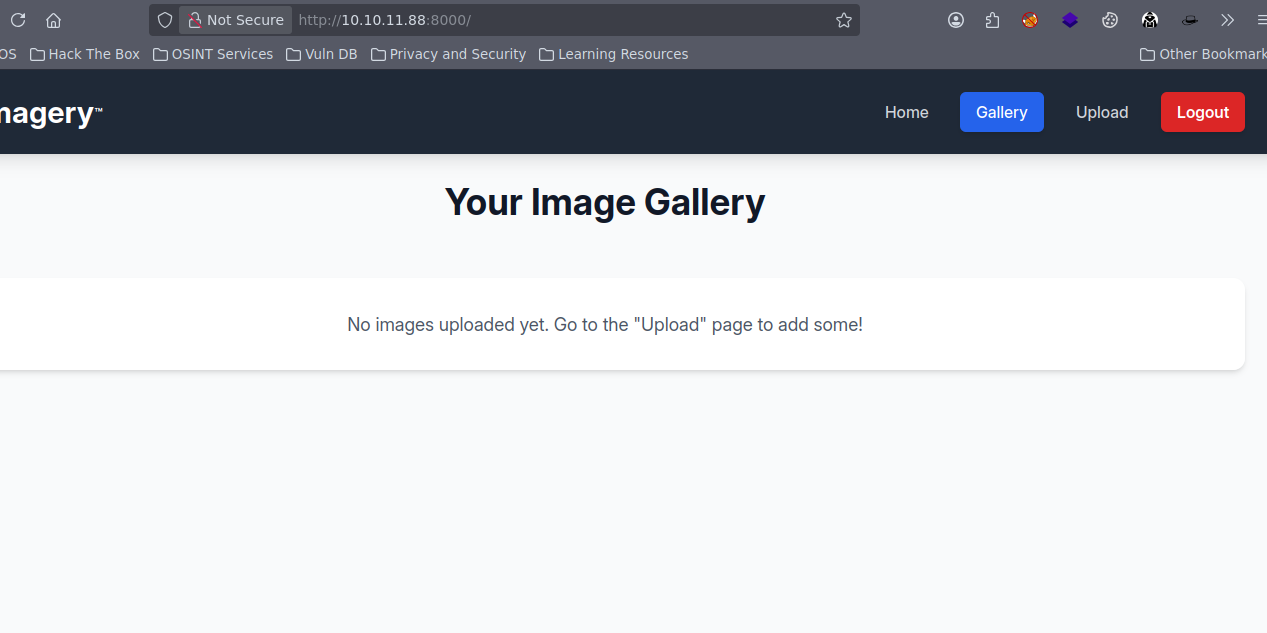 Not Secure http://10.10.11.88:8000/
OS Hack The Box OSINT Services Vuln DB Privacy and Security Learning Resources Other Bookmark
magery™ Home Gallery Upload Logout
Your Image Gallery
No images uploaded yet. Go to the "Upload" page to add some!